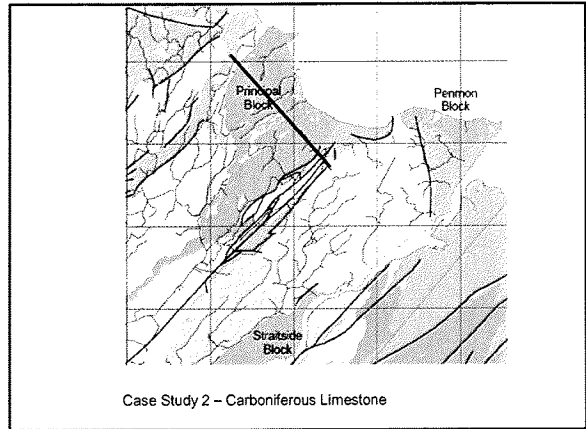 Principal
Block
Penmon
Block
Straitside
Block
Case Study 2 – Carboniferous Limestone